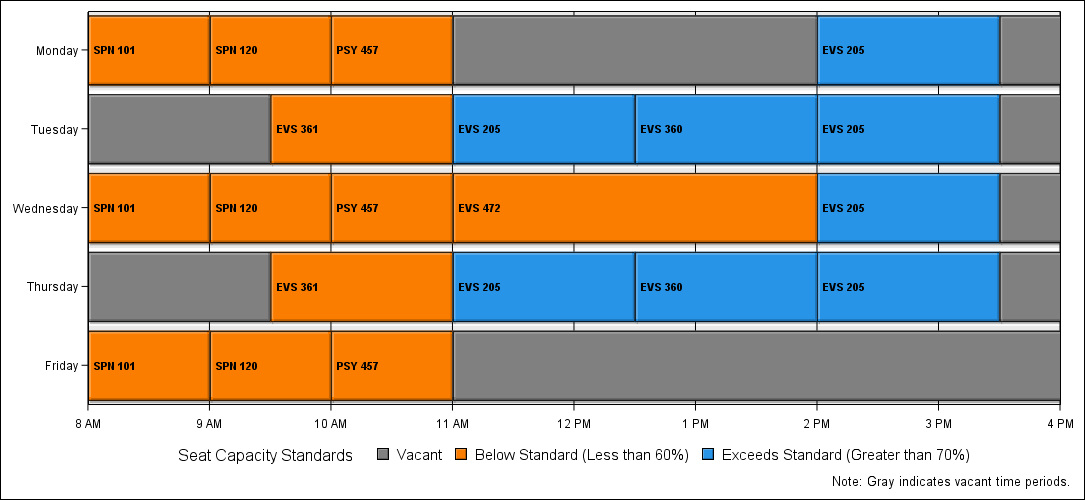 Monday SPN 101 SPN 120 PSY 457 EVS 205
Tuesday EVS 361 EVS 205 EVS 360 EVS 205
Wednesday SPN 101 SPN 120 PSY 457 EVS 472 EVS 205
Thursday EVS 361 EVS 205 EVS 360 EVS 205
Friday SPN 101 SPN 120 PSY 457
8 AM 9 AM 10 AM 11 AM 12 PM 1 PM 2 PM 3 PM 4 PM
Seat Capacity Standards Vacant Below Standard (Less than 60%) Exceeds Standard (Greater than 70%)
Note: Gray indicates vacant time periods.